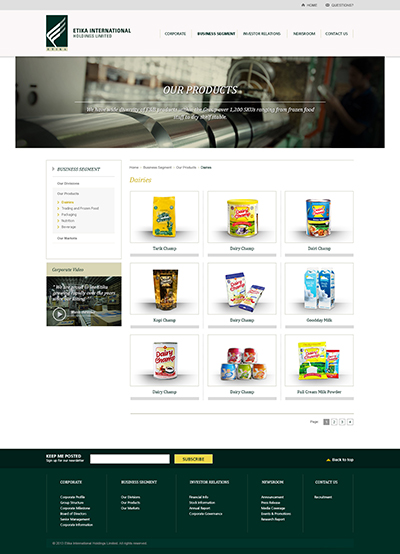 HOME QUESTIONS?
ETIKA INTERNATIONAL
HOLDINGS LIMITED
ETIKA
CORPORATE BUSINESS SEGMENT INVESTOR RELATIONS NEWSROOM CONTACT US
OUR PRODUCTS
We have wide diversity of F&B products across the Group over 1,200 SKUs ranging from frozen food
stuff to dry shelf stable.
BUSINESS SEGMENT
Our Divisions
Our Products
Dairies
Trading and Frozen Food
Packaging
Nutrition
Beverage
Our Markets
Corporate Video
Home Business Segment Our Products Dairies
Dairies
Tarik Champ Dairy Champ Dairy Champ
Kopi Champ Dairy Champ Goodday Milk
Dairy Champ Dairy Champ Full Cream Milk Powder
Page: 1 2 3
KEEP ME POSTED
Sign up for our newsletter
SUBSCRIBE
Back to top
CORPORATE BUSINESS SEGMENT INVESTOR RELATIONS NEWSROOM CONTACT US
Corporate Profile Our Divisions Financial Info Announcement Recruitment
Group Structure Our Products Stock Information Press Release
Corporate Milestone Our Markets Annual Report Media Coverage
Board of Directors Corporate Governance Events & Promotions
Senior Management Research Report
Corporate Information
© 2013 Etika International Holdings Limited. All rights reserved.